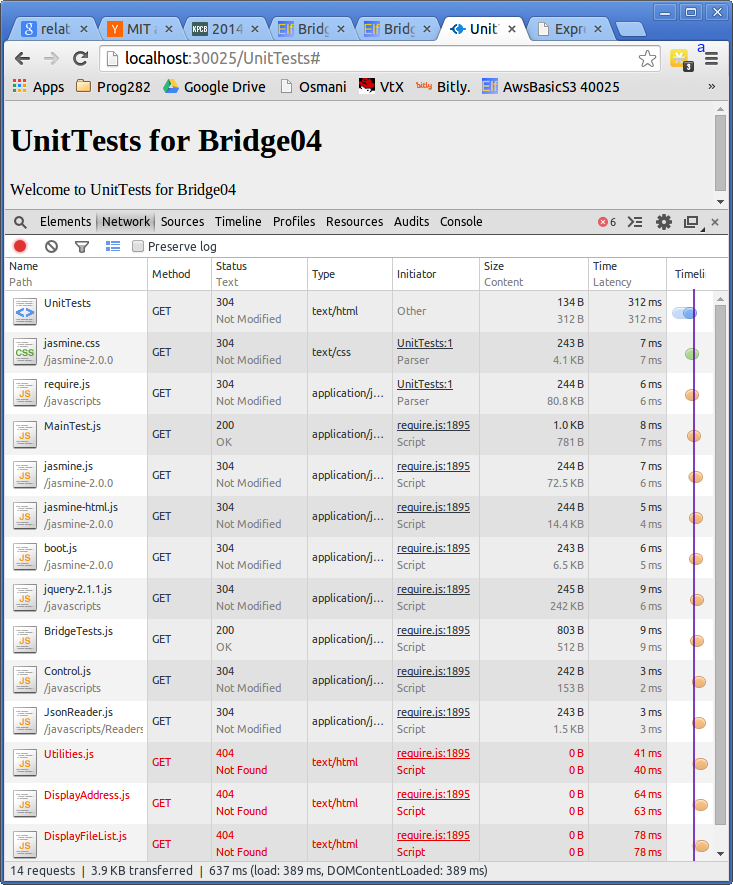 relat
MIT a
KPCB 2014
Bridg
Bridg
Unit
Expre
localhost:30025/UnitTests#
3
a
Apps Prog282 Google Drive Osmani VtX bitly Bitly. Elf AwsBasicS3 40025 »
UnitTests for Bridge04
Welcome to UnitTests for Bridge04
Elements Network Sources Timeline Profiles Resources Audits Console 6
Preserve log
Name Method Status Type Initiator Size Time Timeli
Path Text Content Latency
UnitTests GET 304 text/html Other 134 B 312 ms
Not Modified 312 B 312 ms
jasmine.css GET 304 text/css UnitTests:1 243 B 7 ms
/jasmine-2.0.0 Not Modified Parser 4.1 KB 7 ms
require.js GET 304 application/j... UnitTests:1 244 B 6 ms
/javascripts Not Modified Parser 80.8 KB 6 ms
MainTest.js GET 200 application/j... require.js:1895 1.0 KB 8 ms
OK Script 781 B 7 ms
jasmine.js GET 304 application/j... require.js:1895 244 B 7 ms
/jasmine-2.0.0 Not Modified Script 72.5 KB 6 ms
jasmine-html.js GET 304 application/j... require.js:1895 244 B 5 ms
/jasmine-2.0.0 Not Modified Script 14.4 KB 4 ms
boot.js GET 304 application/j... require.js:1895 243 B 6 ms
/jasmine-2.0.0 Not Modified Script 6.5 KB 5 ms
jquery-2.1.1.js GET 304 application/j... require.js:1895 245 B 9 ms
/javascripts Not Modified Script 242 KB 6 ms
BridgeTests.js GET 200 application/j... require.js:1895 803 B 9 ms
OK Script 512 B 9 ms
Control.js GET 304 application/j... require.js:1895 242 B 3 ms
/javascripts Not Modified Script 153 B 2 ms
JsonReader.js GET 304 application/j... require.js:1895 243 B 3 ms
/javascripts/Readers Not Modified Script 1.5 KB 3 ms
Utilities.js GET 404 text/html require.js:1895 0 B 41 ms
Not Found Script 0 B 40 ms
DisplayAddress.js GET 404 text/html require.js:1895 0 B 64 ms
Not Found Script 0 B 63 ms
DisplayFileList.js GET 404 text/html require.js:1895 0 B 78 ms
Not Found Script 0 B 78 ms
14 requests | 3.9 KB transferred | 637 ms (load: 389 ms, DOMContentLoaded: 389 ms)